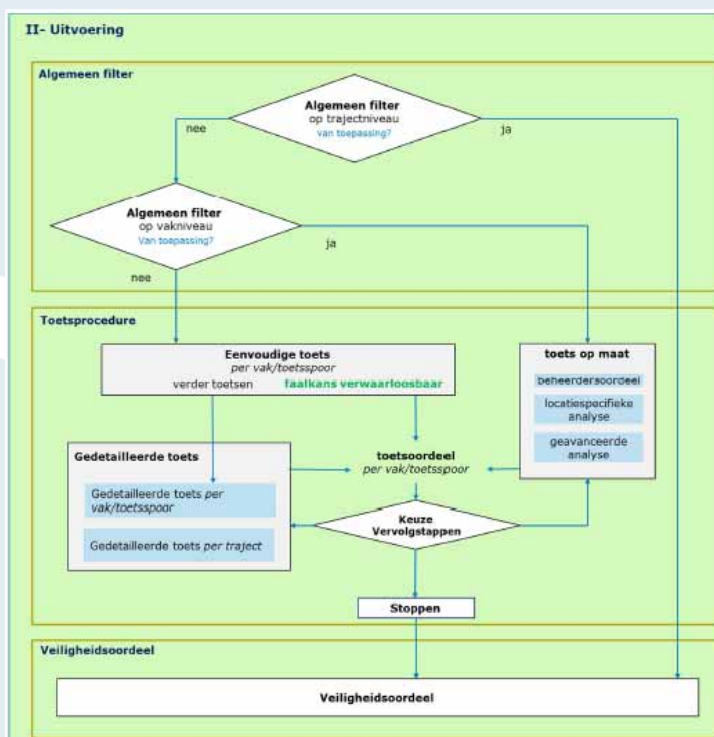 II- Uitvoering
Algemeen filter
Algemeen filter
op trajectniveau
van toepassing?
nee
ja
Algemeen filter
op vakniveau
Van toepassing?
ja
nee
Toetsprocedure
Eenvoudige toets
per vak/toetsspoor
verder toetsen faalkans verwaarloosbaar
toets op maat
beheerdersoordeel
locatiespecifieke
analyse
geavanceerde
analyse
Gedetailleerde toets
Gedetailleerde toets per
vak/toetsspoor
Gedetailleerde toets per traject
toetsoordeel
per vak/toetsspoor
Keuze
Vervolgstappen
Stoppen
Veiligheidsoordeel
Veiligheidsoordeel